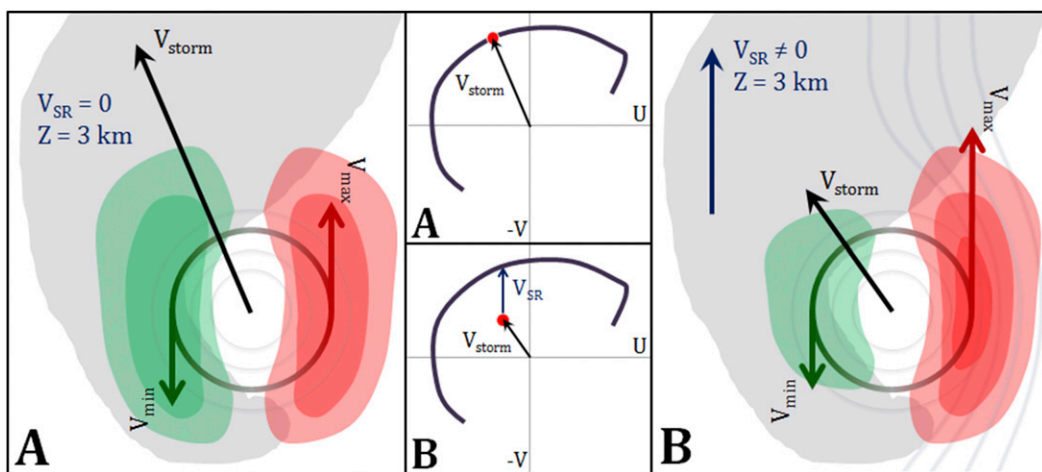 V_storm
V_SR = 0
Z = 3 km
V_max
V_min
A
V_storm
U
-V
A
V_SR
V_storm
U
-V
B
V_SR ≠ 0
Z = 3 km
V_max
V_storm
V_min
B